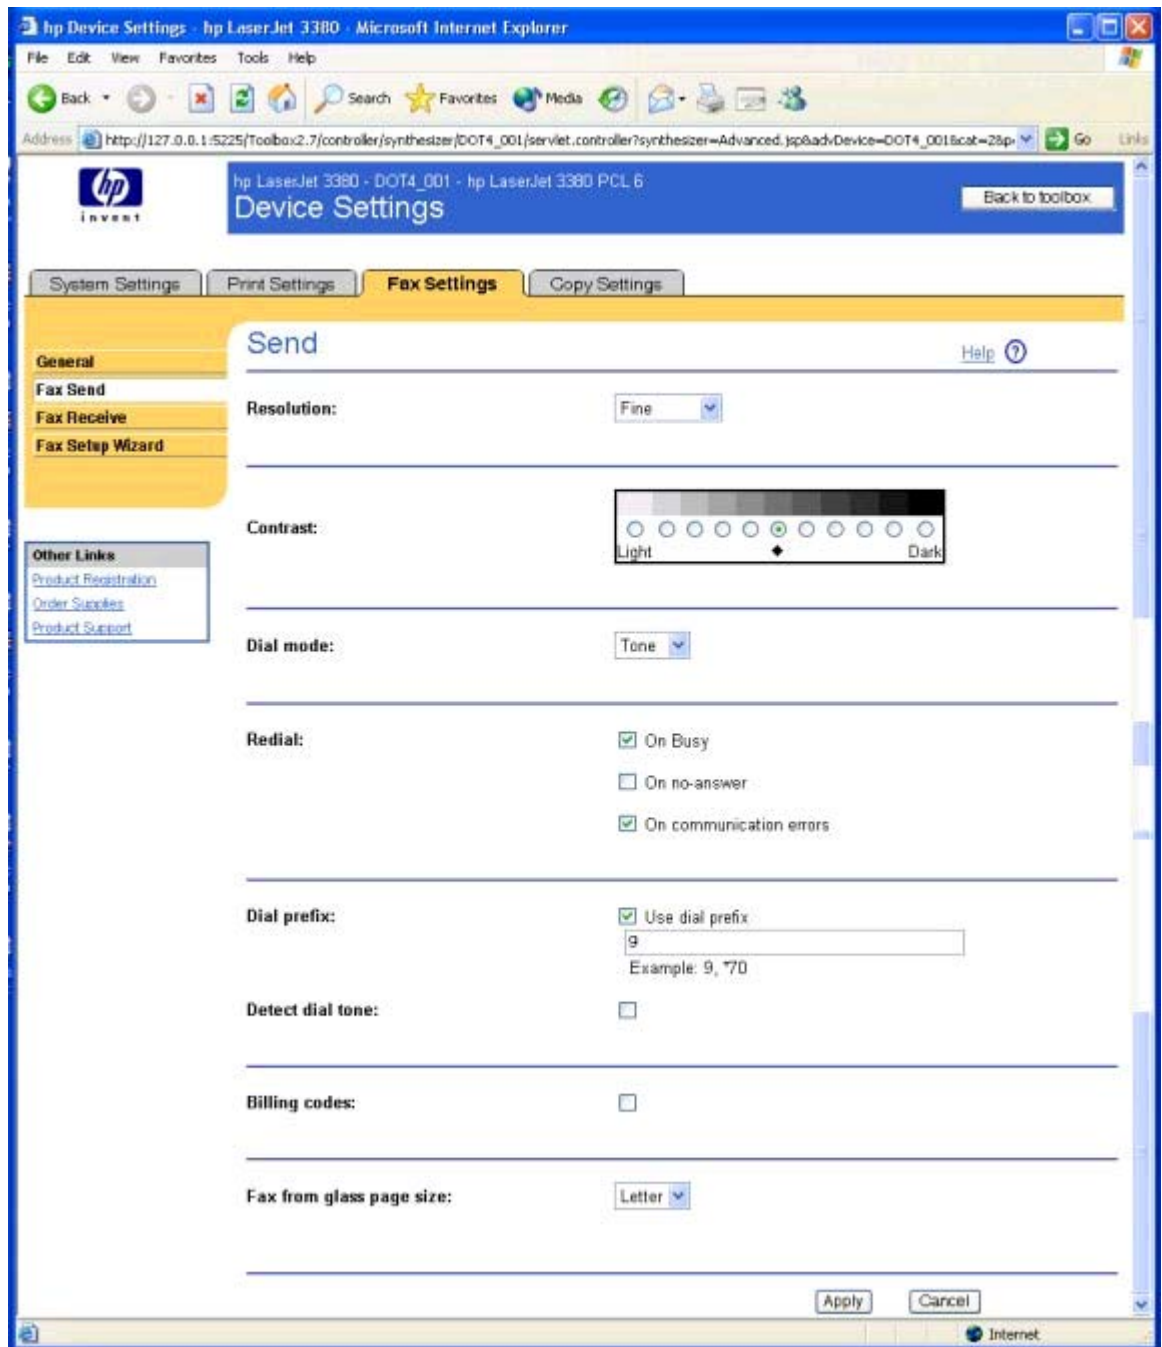 hp Device Settings - hp LaserJet 3380 - Microsoft Internet Explorer
File Edit View Favorites Tools Help
Back Search Favorites Media
Address http://127.0.0.1:5225/Toolbox2.7/controller/synthesizer/DOT4_001/servlet.controller?synthesizer=Advanced.jsp&advDevice=DOT4_001&cat=2&p Go Links
hp
invent
hp LaserJet 3380 - DOT4_001 - hp LaserJet 3380 PCL 6
Device Settings
Back to toolbox
System Settings Print Settings Fax Settings Copy Settings
General
Fax Send
Fax Receive
Fax Setup Wizard
Other Links
Product Registration
Order Supplies
Product Support
Send
Help ?
Resolution: Fine
Contrast:
Light Dark
Dial mode: Tone
Redial: On Busy
On no-answer
On communication errors
Dial prefix: Use dial prefix
9
Example: 9, *70
Detect dial tone:
Billing codes:
Fax from glass page size: Letter
Apply Cancel
Internet